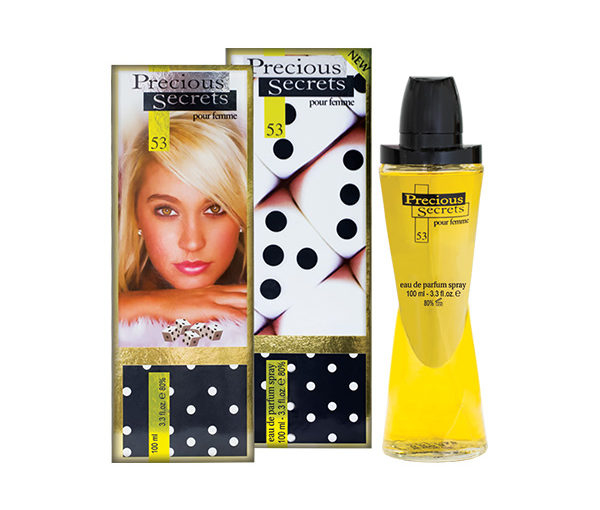 Precious
Secrets
pour femme
53
100 ml 3.3 fl.oz. e 80%
NEW
Precious
Secrets
pour femme
53
eau de parfum spray
100 ml - 3.3 fl.oz. e 80%
Precious
Secrets
pour femme
53
eau de parfum spray
100 ml - 3.3 fl.oz. e
80%